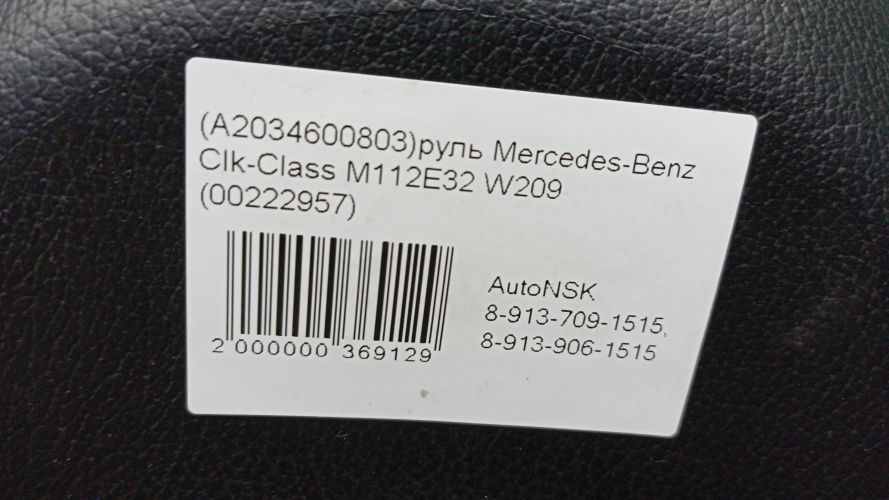 (A2034600803)руль Mercedes-Benz
Clk-Class M112E32 W209
(00222957)
AutoNSK
8-913-709-1515,
8-913-906-1515
2 000000 369129